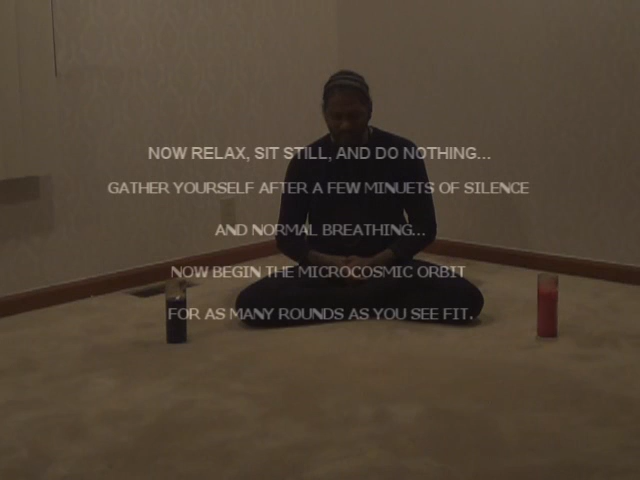 NOW RELAX, SIT STILL, AND DO NOTHING...
GATHER YOURSELF AFTER A FEW MINUETS OF SILENCE
AND NORMAL BREATHING...
NOW BEGIN THE MICROCOSMIC ORBIT
FOR AS MANY ROUNDS AS YOU SEE FIT.